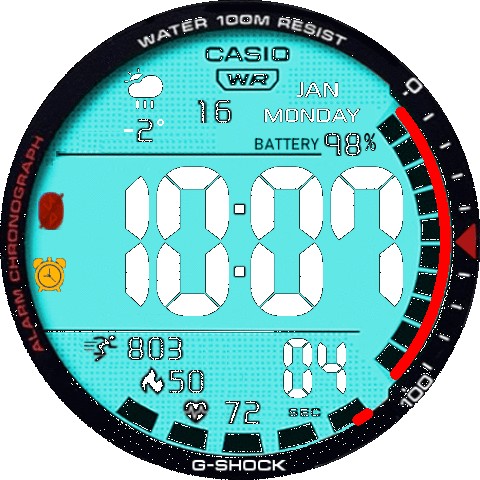 WATER 100M RESIST
CASIO
WR
JAN
16
MONDAY
-2°
BATTERY 98%
0
ALARM CHRONOGRAPH
10:07
803
50
04
72
SEC
100
G-SHOCK